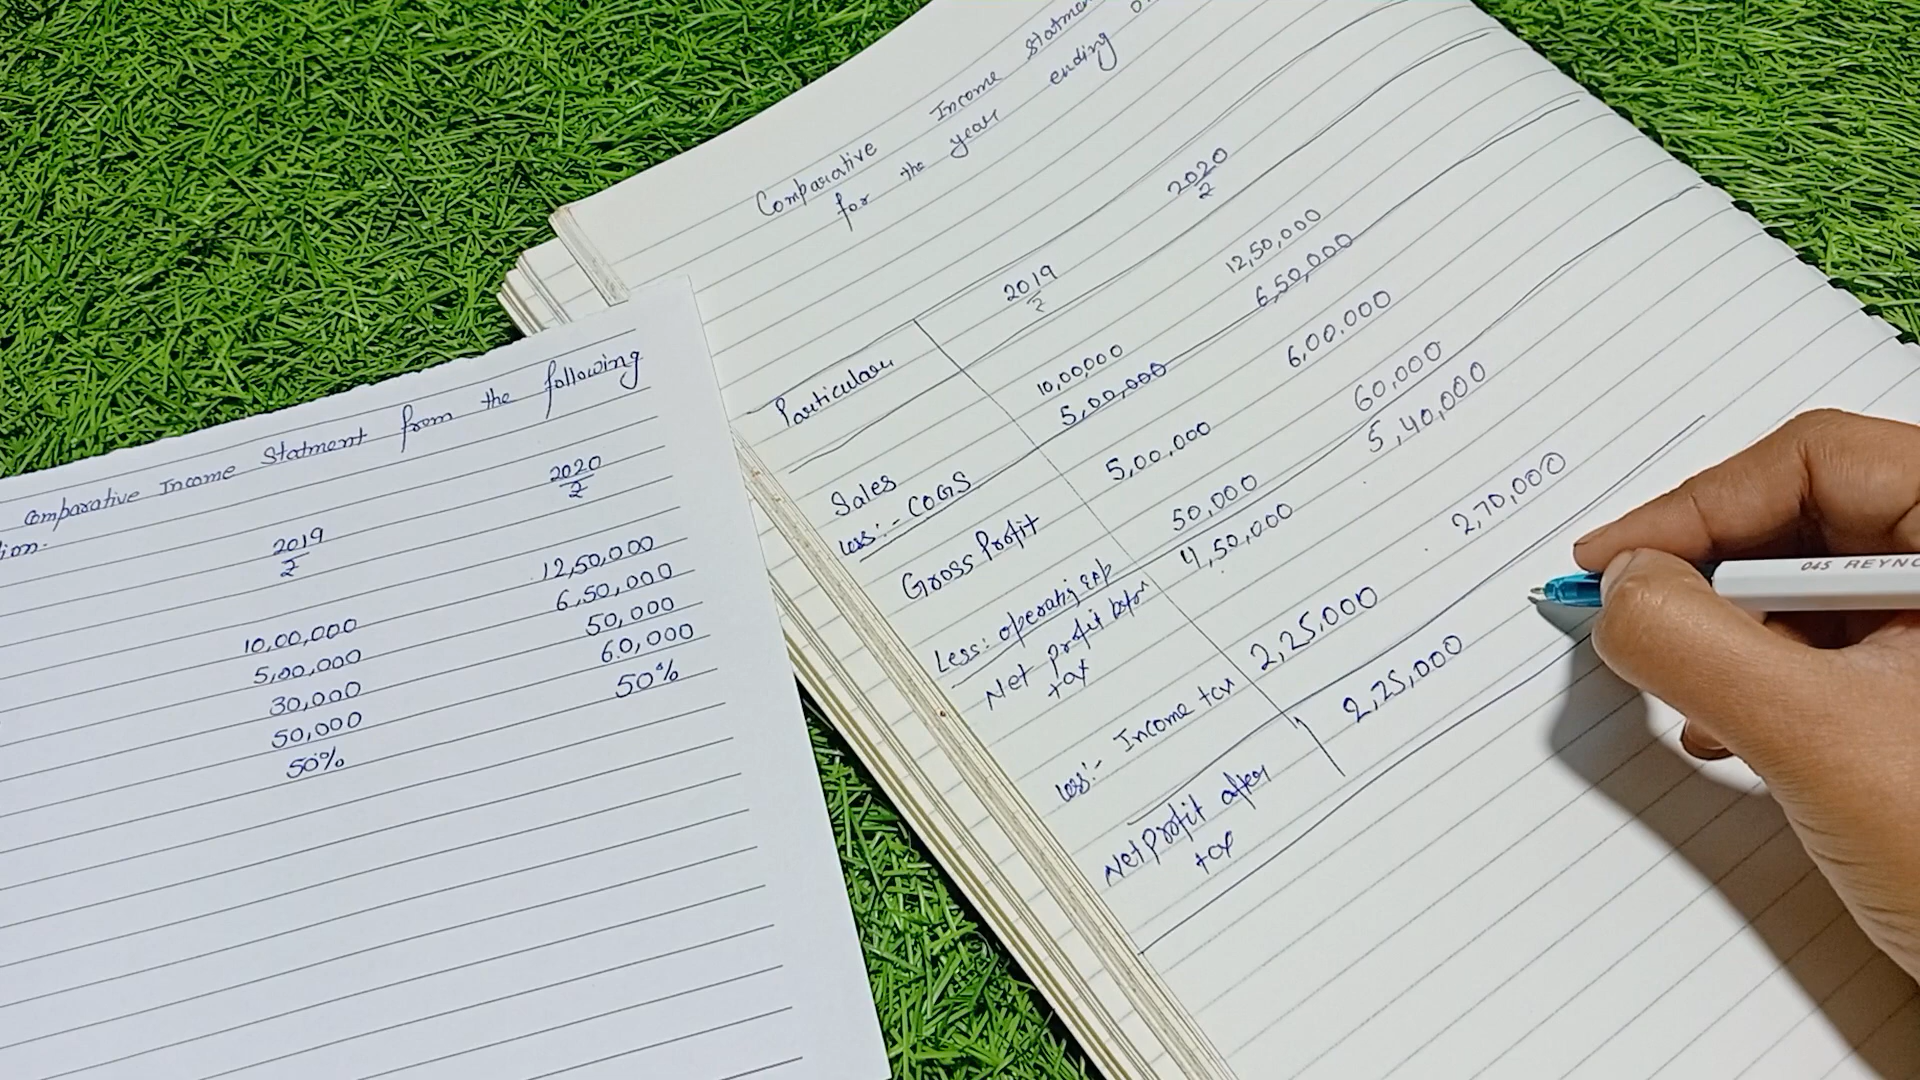 Comparative Income Statment from the following
ion.
2019 2020
₹ ₹
10,00,000 12,50,000
5,00,000 6,50,000
30,000 50,000
50,000 60,000
50% 50%
Comparative Income Statmen
for the year ending
2019 2020
₹ ₹
Particulars
Sales 10,00,000 12,50,000
Less:- COGS 5,00,000 6,50,000
Gross Profit 5,00,000 6,00,000
Less: operatig exp 50,000 60,000
Net profit befor 4,50,000 5,40,000
tax
Less:- Income tax 2,25,000 2,70,000
Net profit after 2,25,000
tax
045 REYNO